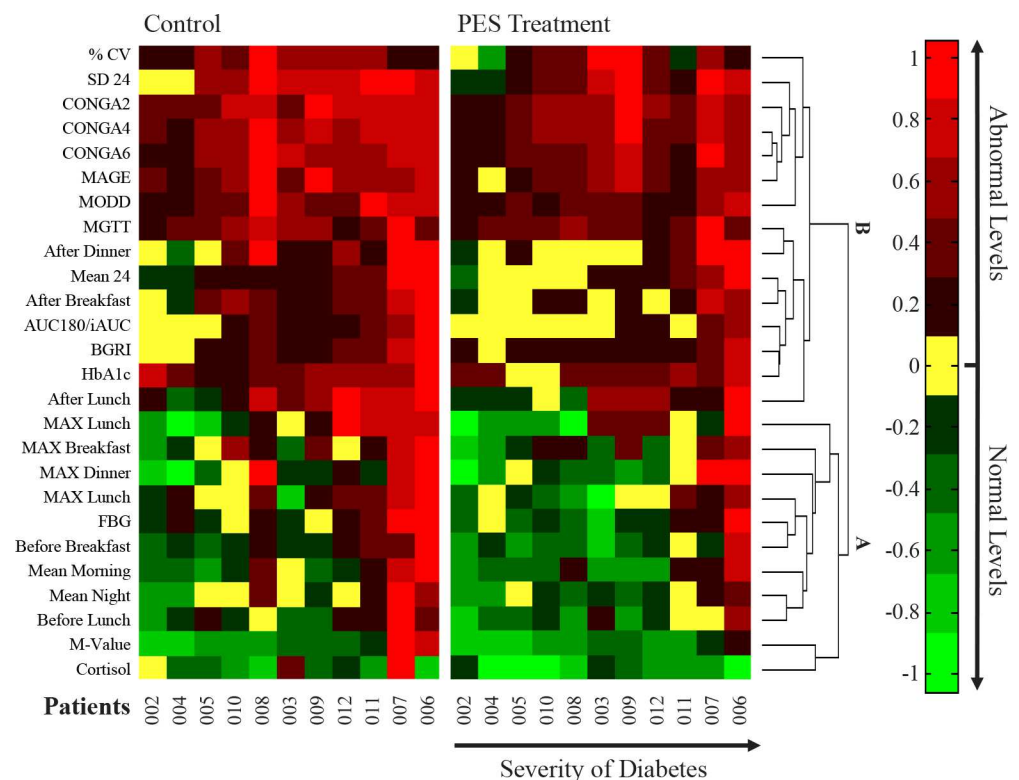 Control
PES Treatment
% CV
SD 24
CONGA2
CONGA4
CONGA6
MAGE
MODD
MGTT
After Dinner
Mean 24
After Breakfast
AUC180/iAUC
BGRI
HbA1c
After Lunch
MAX Lunch
MAX Breakfast
MAX Dinner
MAX Lunch
FBG
Before Breakfast
Mean Morning
Mean Night
Before Lunch
M-Value
Cortisol
Patients
002 004 005 010 008 003 009 012 011 007 006
002 004 005 010 008 003 009 012 011 007 006
Severity of Diabetes
B
A
1
0.8
0.6
0.4
0.2
0
-0.2
-0.4
-0.6
-0.8
-1
Abnormal Levels
Normal Levels